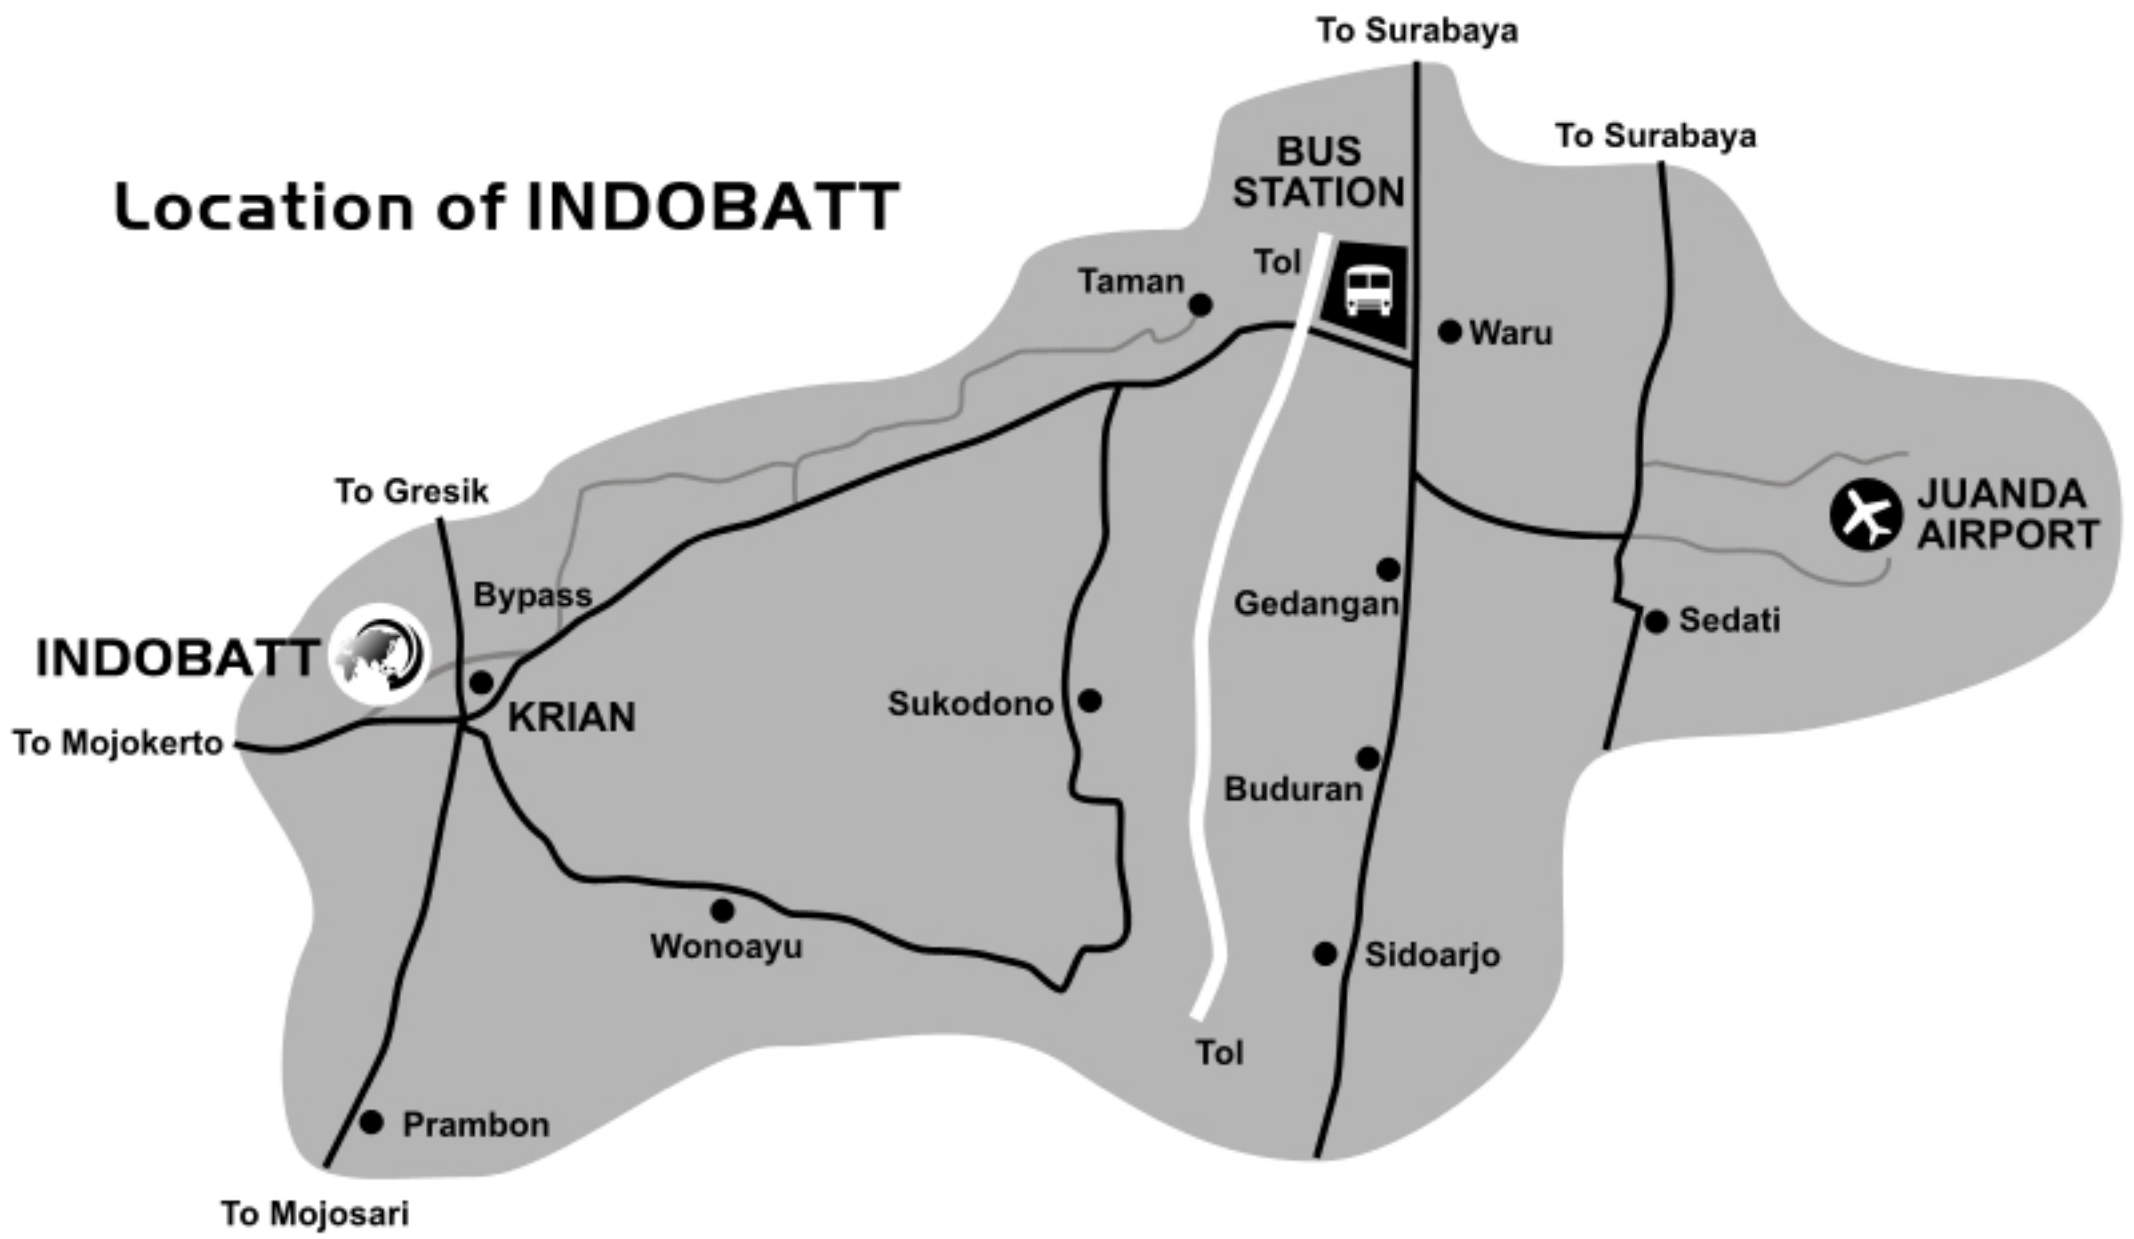 To Surabaya
To Surabaya
BUS
STATION
Location of INDOBATT
Tol
Taman
Waru
To Gresik
JUANDA
AIRPORT
Bypass
Gedangan
Sedati
INDOBATT
Sukodono
KRIAN
To Mojokerto
Buduran
Wonoayu
Sidoarjo
Tol
Prambon
To Mojosari